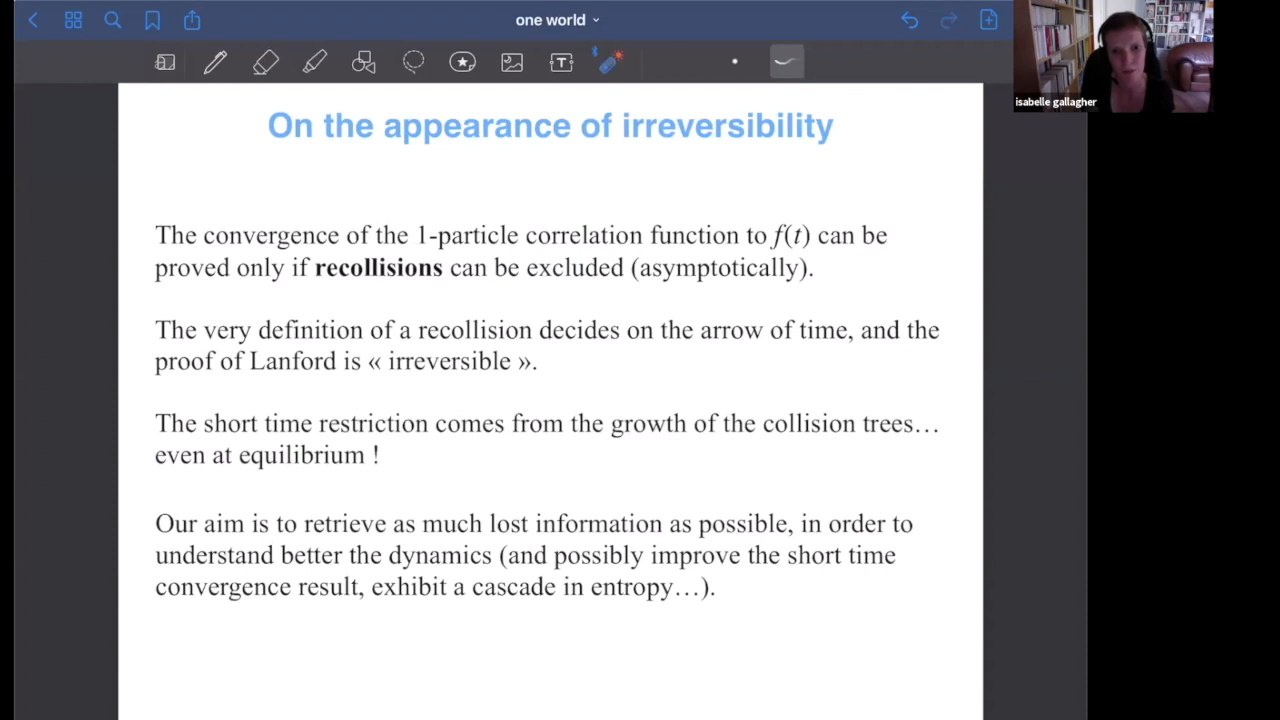 one world
isabelle gallagher
On the appearance of irreversibility
The convergence of the 1-particle correlation function to f(t) can be
proved only if recollisions can be excluded (asymptotically).
The very definition of a recollision decides on the arrow of time, and the
proof of Lanford is « irreversible ».
The short time restriction comes from the growth of the collision trees…
even at equilibrium !
Our aim is to retrieve as much lost information as possible, in order to
understand better the dynamics (and possibly improve the short time
convergence result, exhibit a cascade in entropy…).